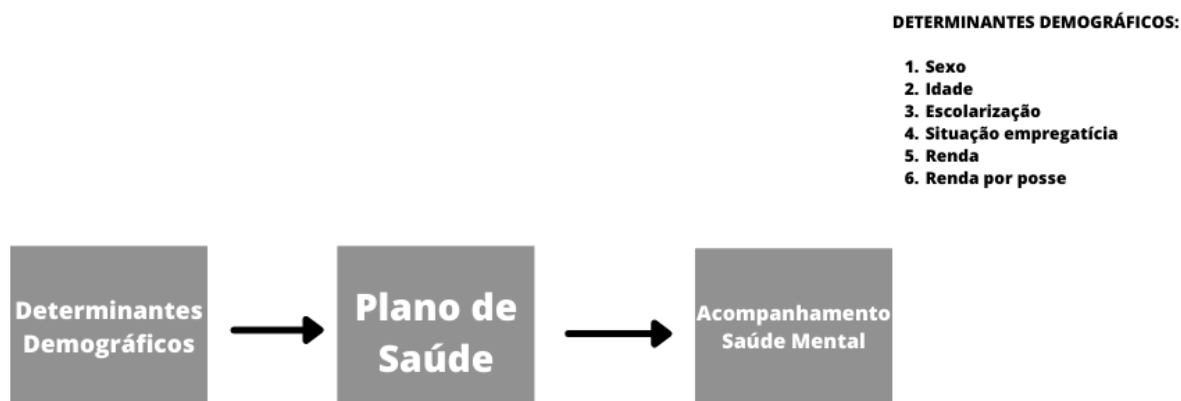 DETERMINANTES DEMOGRÁFICOS:
1. Sexo
2. Idade
3. Escolarização
4. Situação empregatícia
5. Renda
6. Renda por posse
Determinantes
Demográficos
Plano de
Saúde
Acompanhamento
Saúde Mental